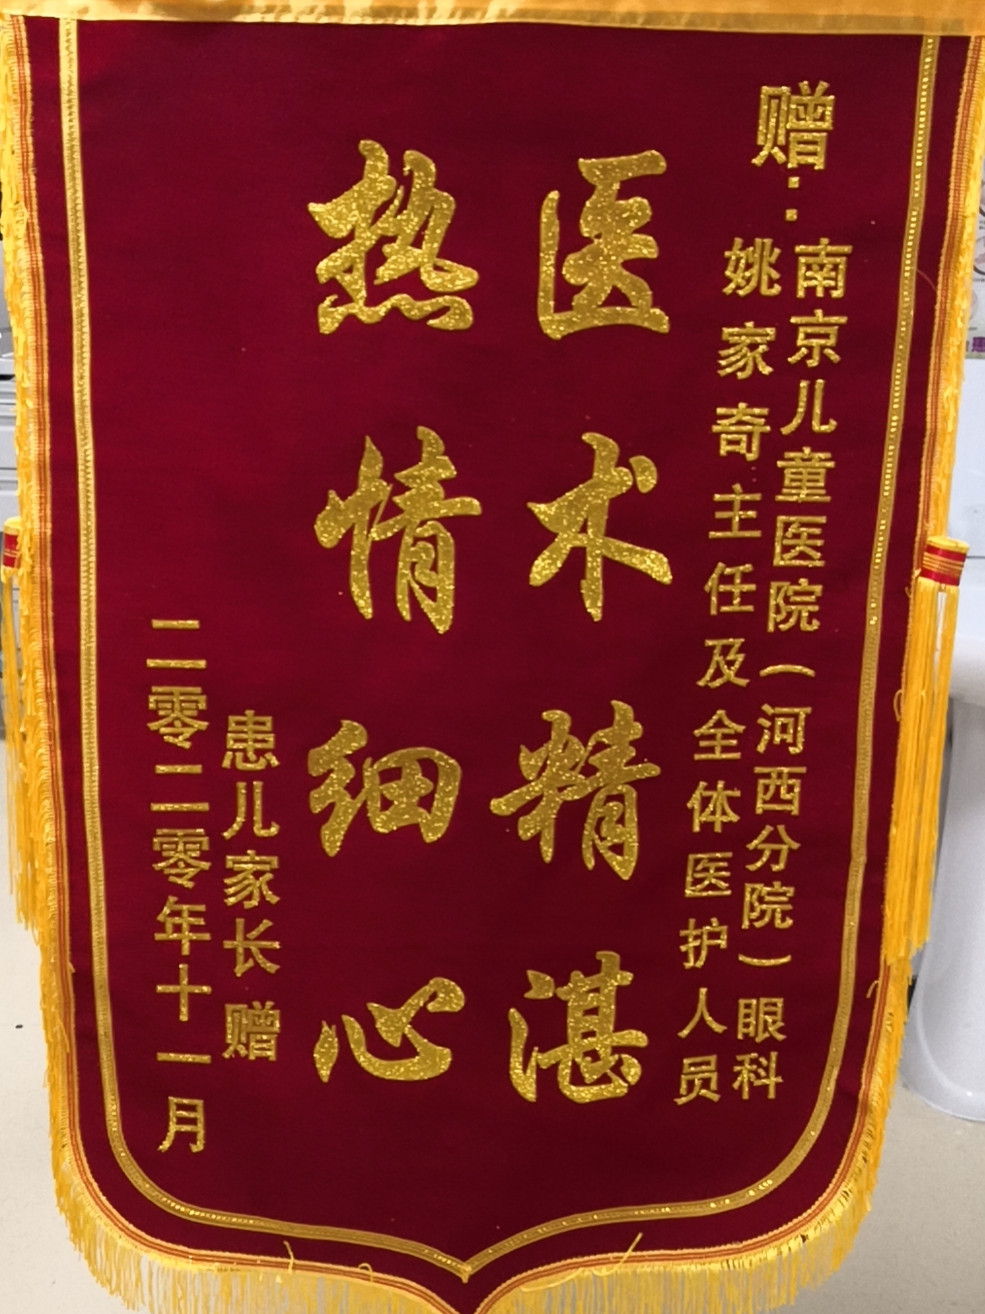 赠：南京儿童医院（河西分院）眼科
姚家奇主任及全体医护人员
医术精湛
热情细心
患儿家长 赠
二零二零年十一月